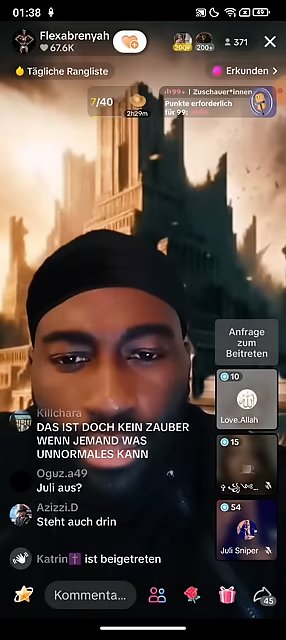 01:38
49
Flexabrenyah
67.6K
200+
200+
371
Tägliche Rangliste
Erkunden
7/40
2h29m
99+ | Zuschauer*innen
Punkte erforderlich
für 99:
Anfrage
zum
Beitreten
10
Love.Allah
15
54
Juli Sniper
Killchara
DAS IST DOCH KEIN ZAUBER
WENN JEMAND WAS
UNNORMALES KANN
Oguz.a49
Juli aus?
Azizzi.D
Steht auch drin
Katrin✝️ ist beigetreten
Kommenta...
45